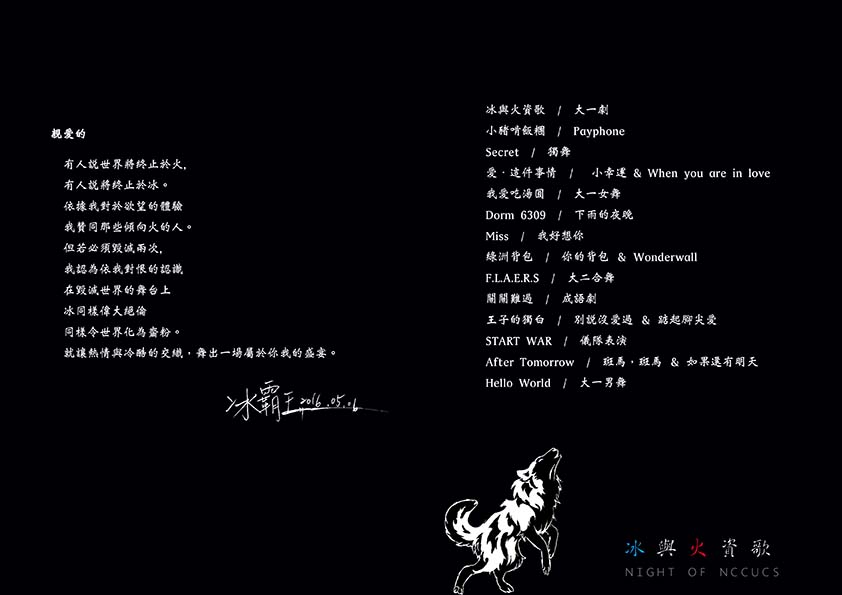 親愛的
有人說世界將終止於火,
有人說將終止於冰。
依據我對於欲望的體驗
我贊同那些傾向火的人。
但若必須毀滅兩次,
我認為依我對恨的認識
在毀滅世界的舞台上
冰同樣偉大絕倫
同樣令世界化為齏粉。
就讓熱情與冷酷的交織，舞出一場屬於你我的盛宴。
冰霸王 2016.05.06
冰與火資歌 / 大一劇
小豬啃飯糰 / Payphone
Secret / 獨舞
愛·這件事情 / 小幸運 & When you are in love
我愛吃湯圓 / 大一女舞
Dorm 6309 / 下雨的夜晚
Miss / 我好想你
綠洲背包 / 你的背包 & Wonderwall
F.L.A.E.R.S / 大二合舞
關關難過 / 成語劇
王子的獨白 / 別說沒愛過 & 踮起腳尖愛
START WAR / 儀隊表演
After Tomorrow / 斑馬，斑馬 & 如果還有明天
Hello World / 大一男舞
冰與火資歌
NIGHT OF NCCUCS